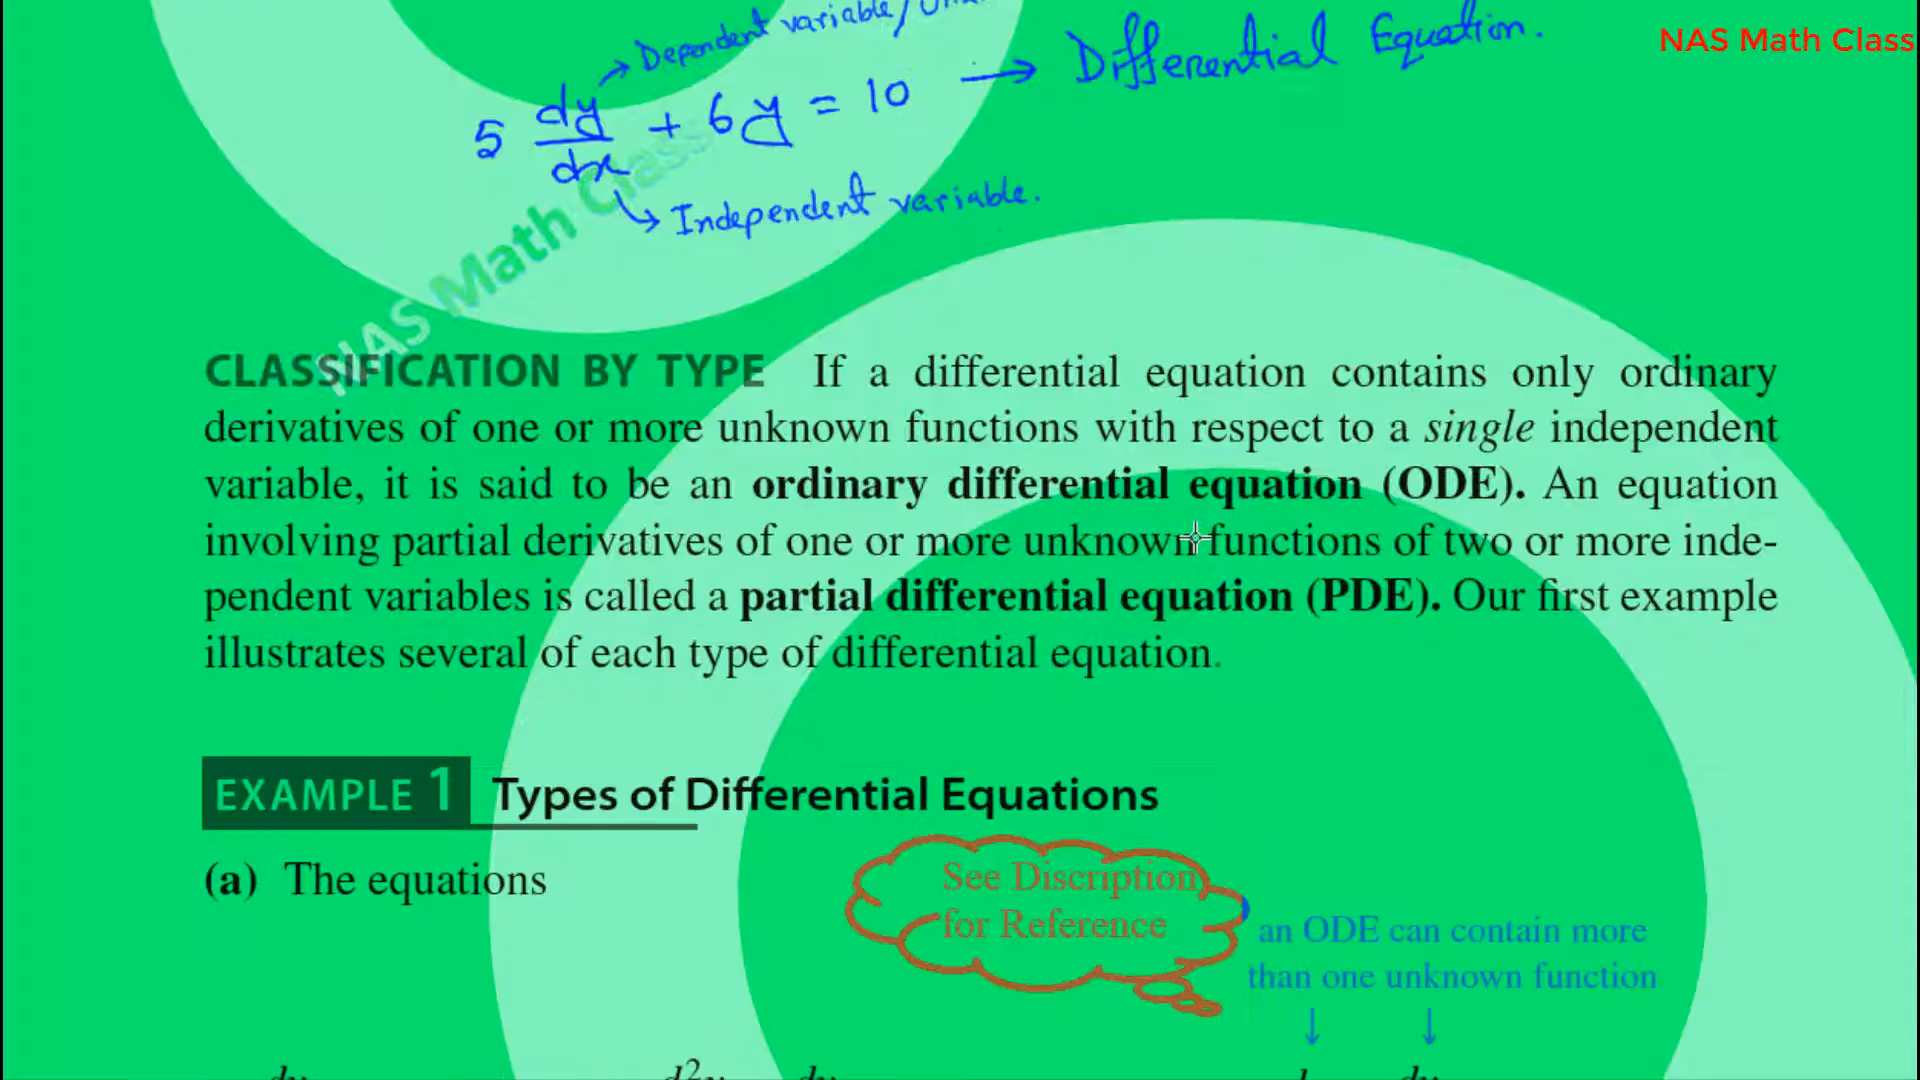 NAS Math Class
Dependent variable/
5 dy/dx + 6y = 10 → Differential Equation.
Independent variable.
NAS Math Class
CLASSIFICATION BY TYPE If a differential equation contains only ordinary
derivatives of one or more unknown functions with respect to a single independent
variable, it is said to be an ordinary differential equation (ODE). An equation
involving partial derivatives of one or more unknown functions of two or more inde-
pendent variables is called a partial differential equation (PDE). Our first example
illustrates several of each type of differential equation.
EXAMPLE 1 Types of Differential Equations
(a) The equations
See Discription
for Reference
an ODE can contain more
than one unknown function
↓ ↓